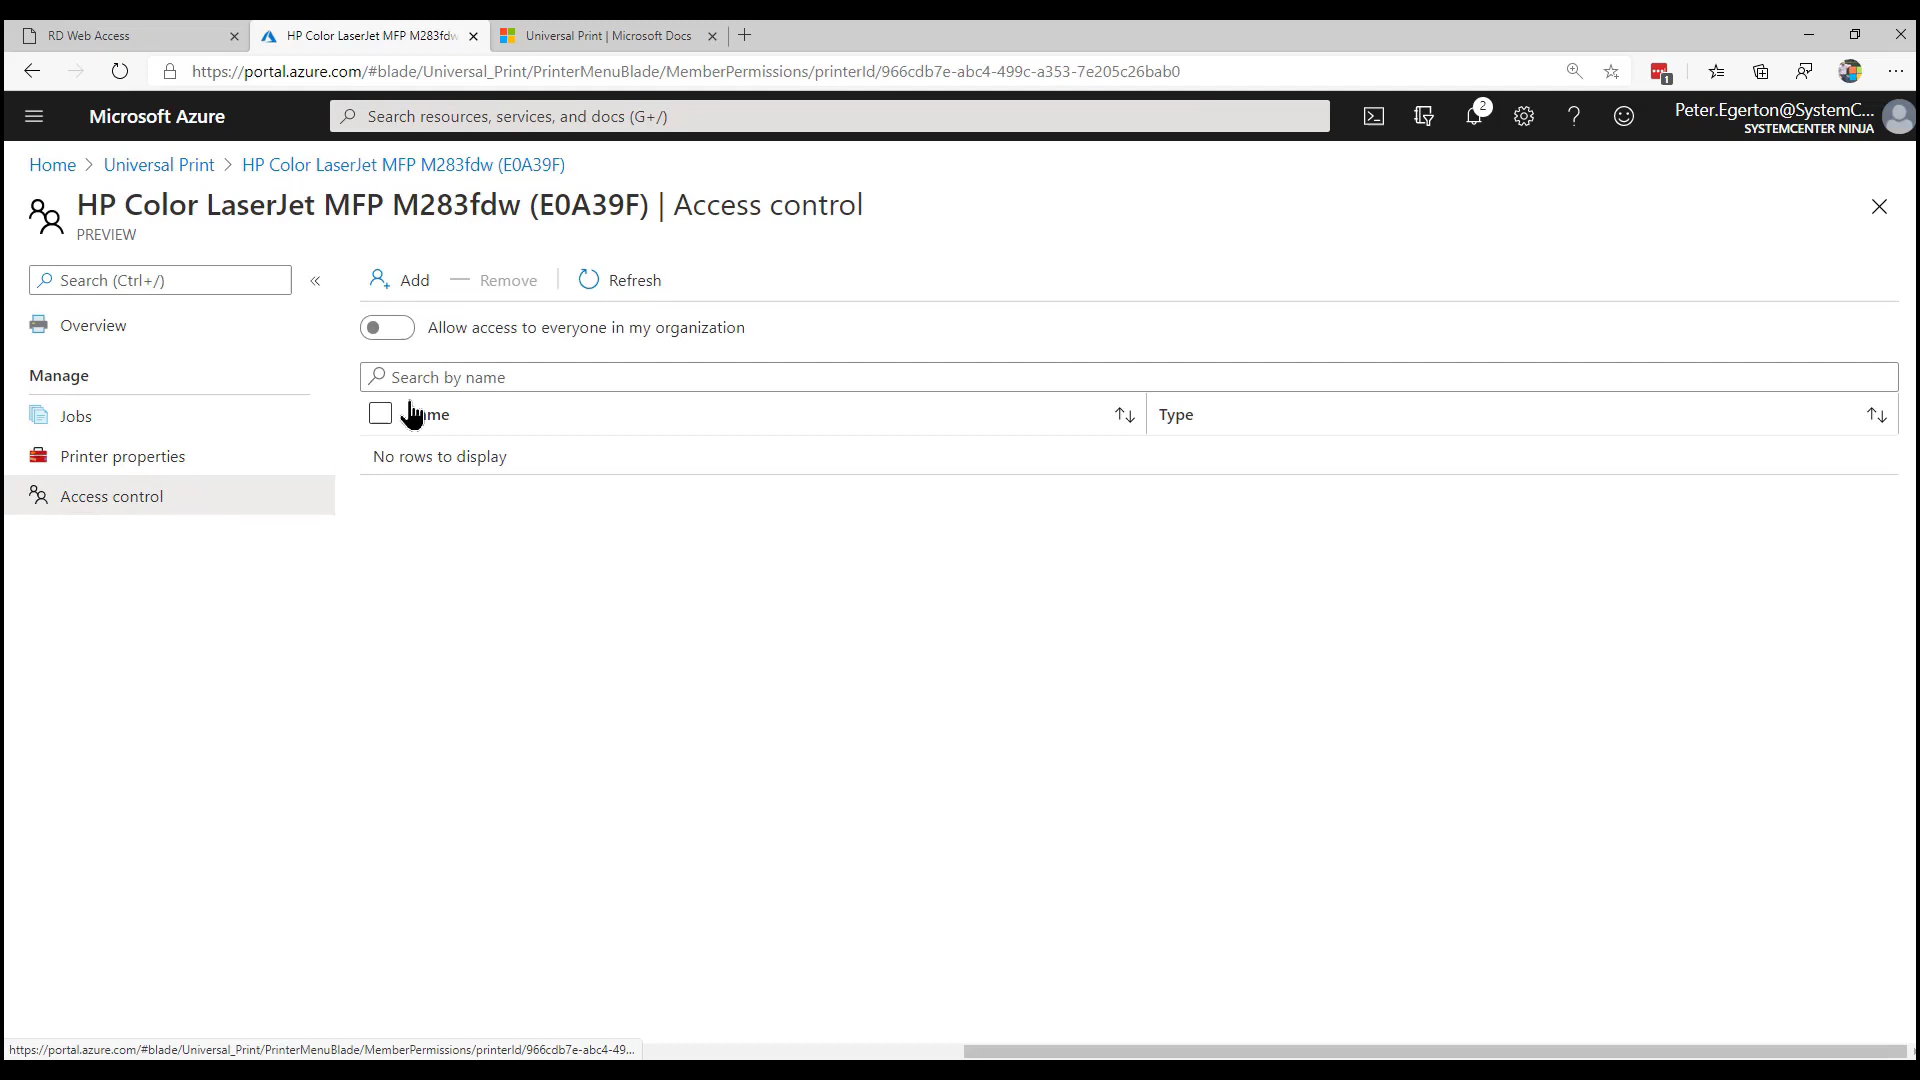 RD Web Access
HP Color LaserJet MFP M283fdw
Universal Print | Microsoft Docs
https://portal.azure.com/#blade/Universal_Print/PrinterMenuBlade/MemberPermissions/printerId/966cdb7e-abc4-499c-a353-7e205c26bab0
1
Microsoft Azure
Search resources, services, and docs (G+/)
2
Peter.Egerton@SystemC...
SYSTEMCENTER NINJA
Home > Universal Print > HP Color LaserJet MFP M283fdw (E0A39F)
HP Color LaserJet MFP M283fdw (E0A39F) | Access control
PREVIEW
Search (Ctrl+/)
«
Add
Remove
Refresh
Overview
Allow access to everyone in my organization
Manage
Search by name
Jobs
Type
Printer properties
No rows to display
Access control
https://portal.azure.com/#blade/Universal_Print/PrinterMenuBlade/MemberPermissions/printerId/966cdb7e-abc4-49...